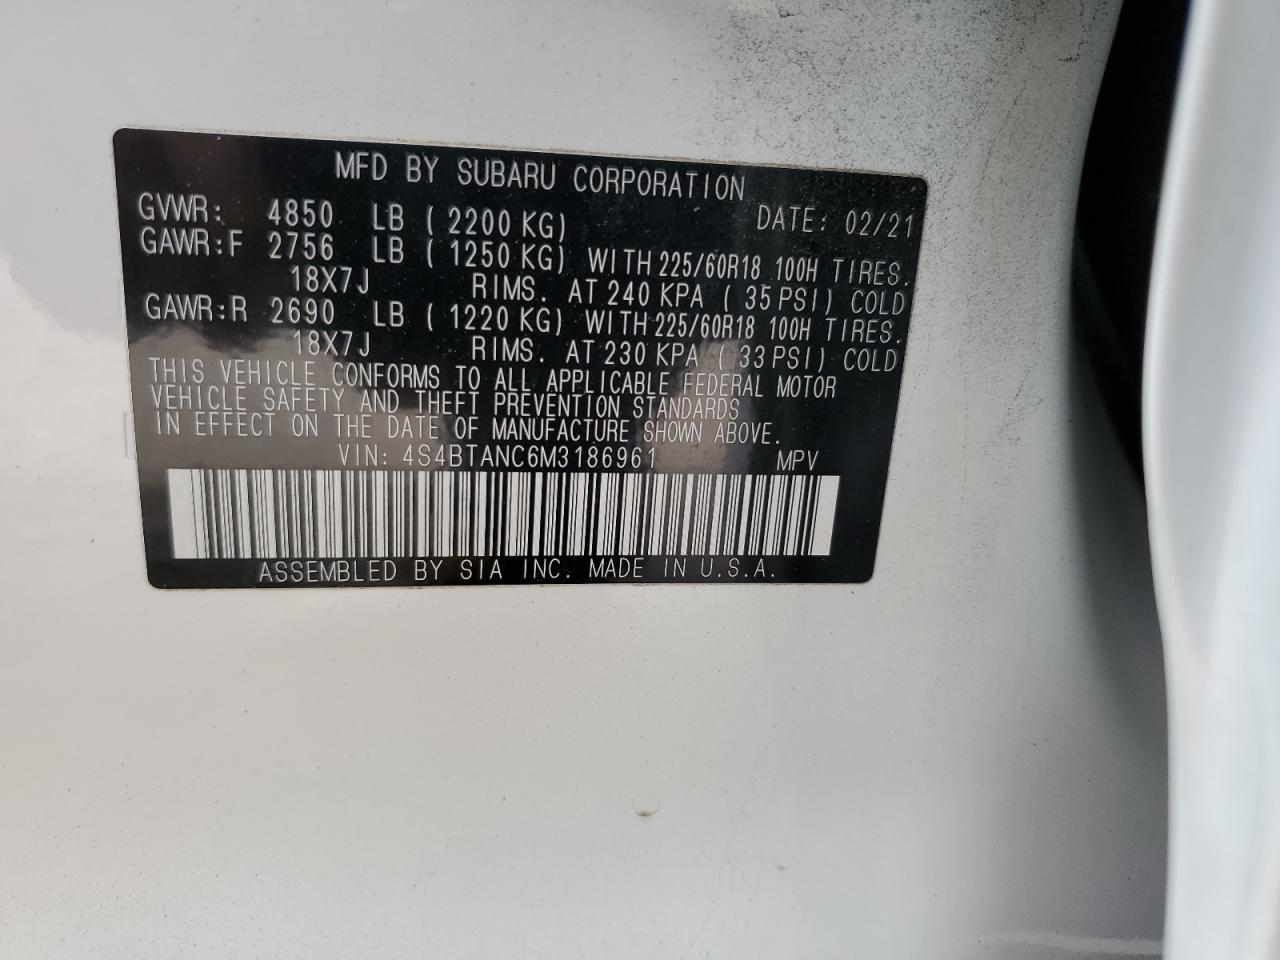 MFD BY SUBARU CORPORATION
GVWR: 4850 LB ( 2200 KG) DATE: 02/21
GAWR:F 2756 LB ( 1250 KG) WITH 225/60R18 100H TIRES.
18X7J RIMS. AT 240 KPA ( 35 PSI) COLD
GAWR:R 2690 LB ( 1220 KG) WITH 225/60R18 100H TIRES.
18X7J RIMS. AT 230 KPA ( 33 PSI) COLD
THIS VEHICLE CONFORMS TO ALL APPLICABLE FEDERAL MOTOR
VEHICLE SAFETY AND THEFT PREVENTION STANDARDS
IN EFFECT ON THE DATE OF MANUFACTURE SHOWN ABOVE.
VIN: 4S4BTANC6M3186961 MPV
ASSEMBLED BY SIA INC. MADE IN U.S.A.